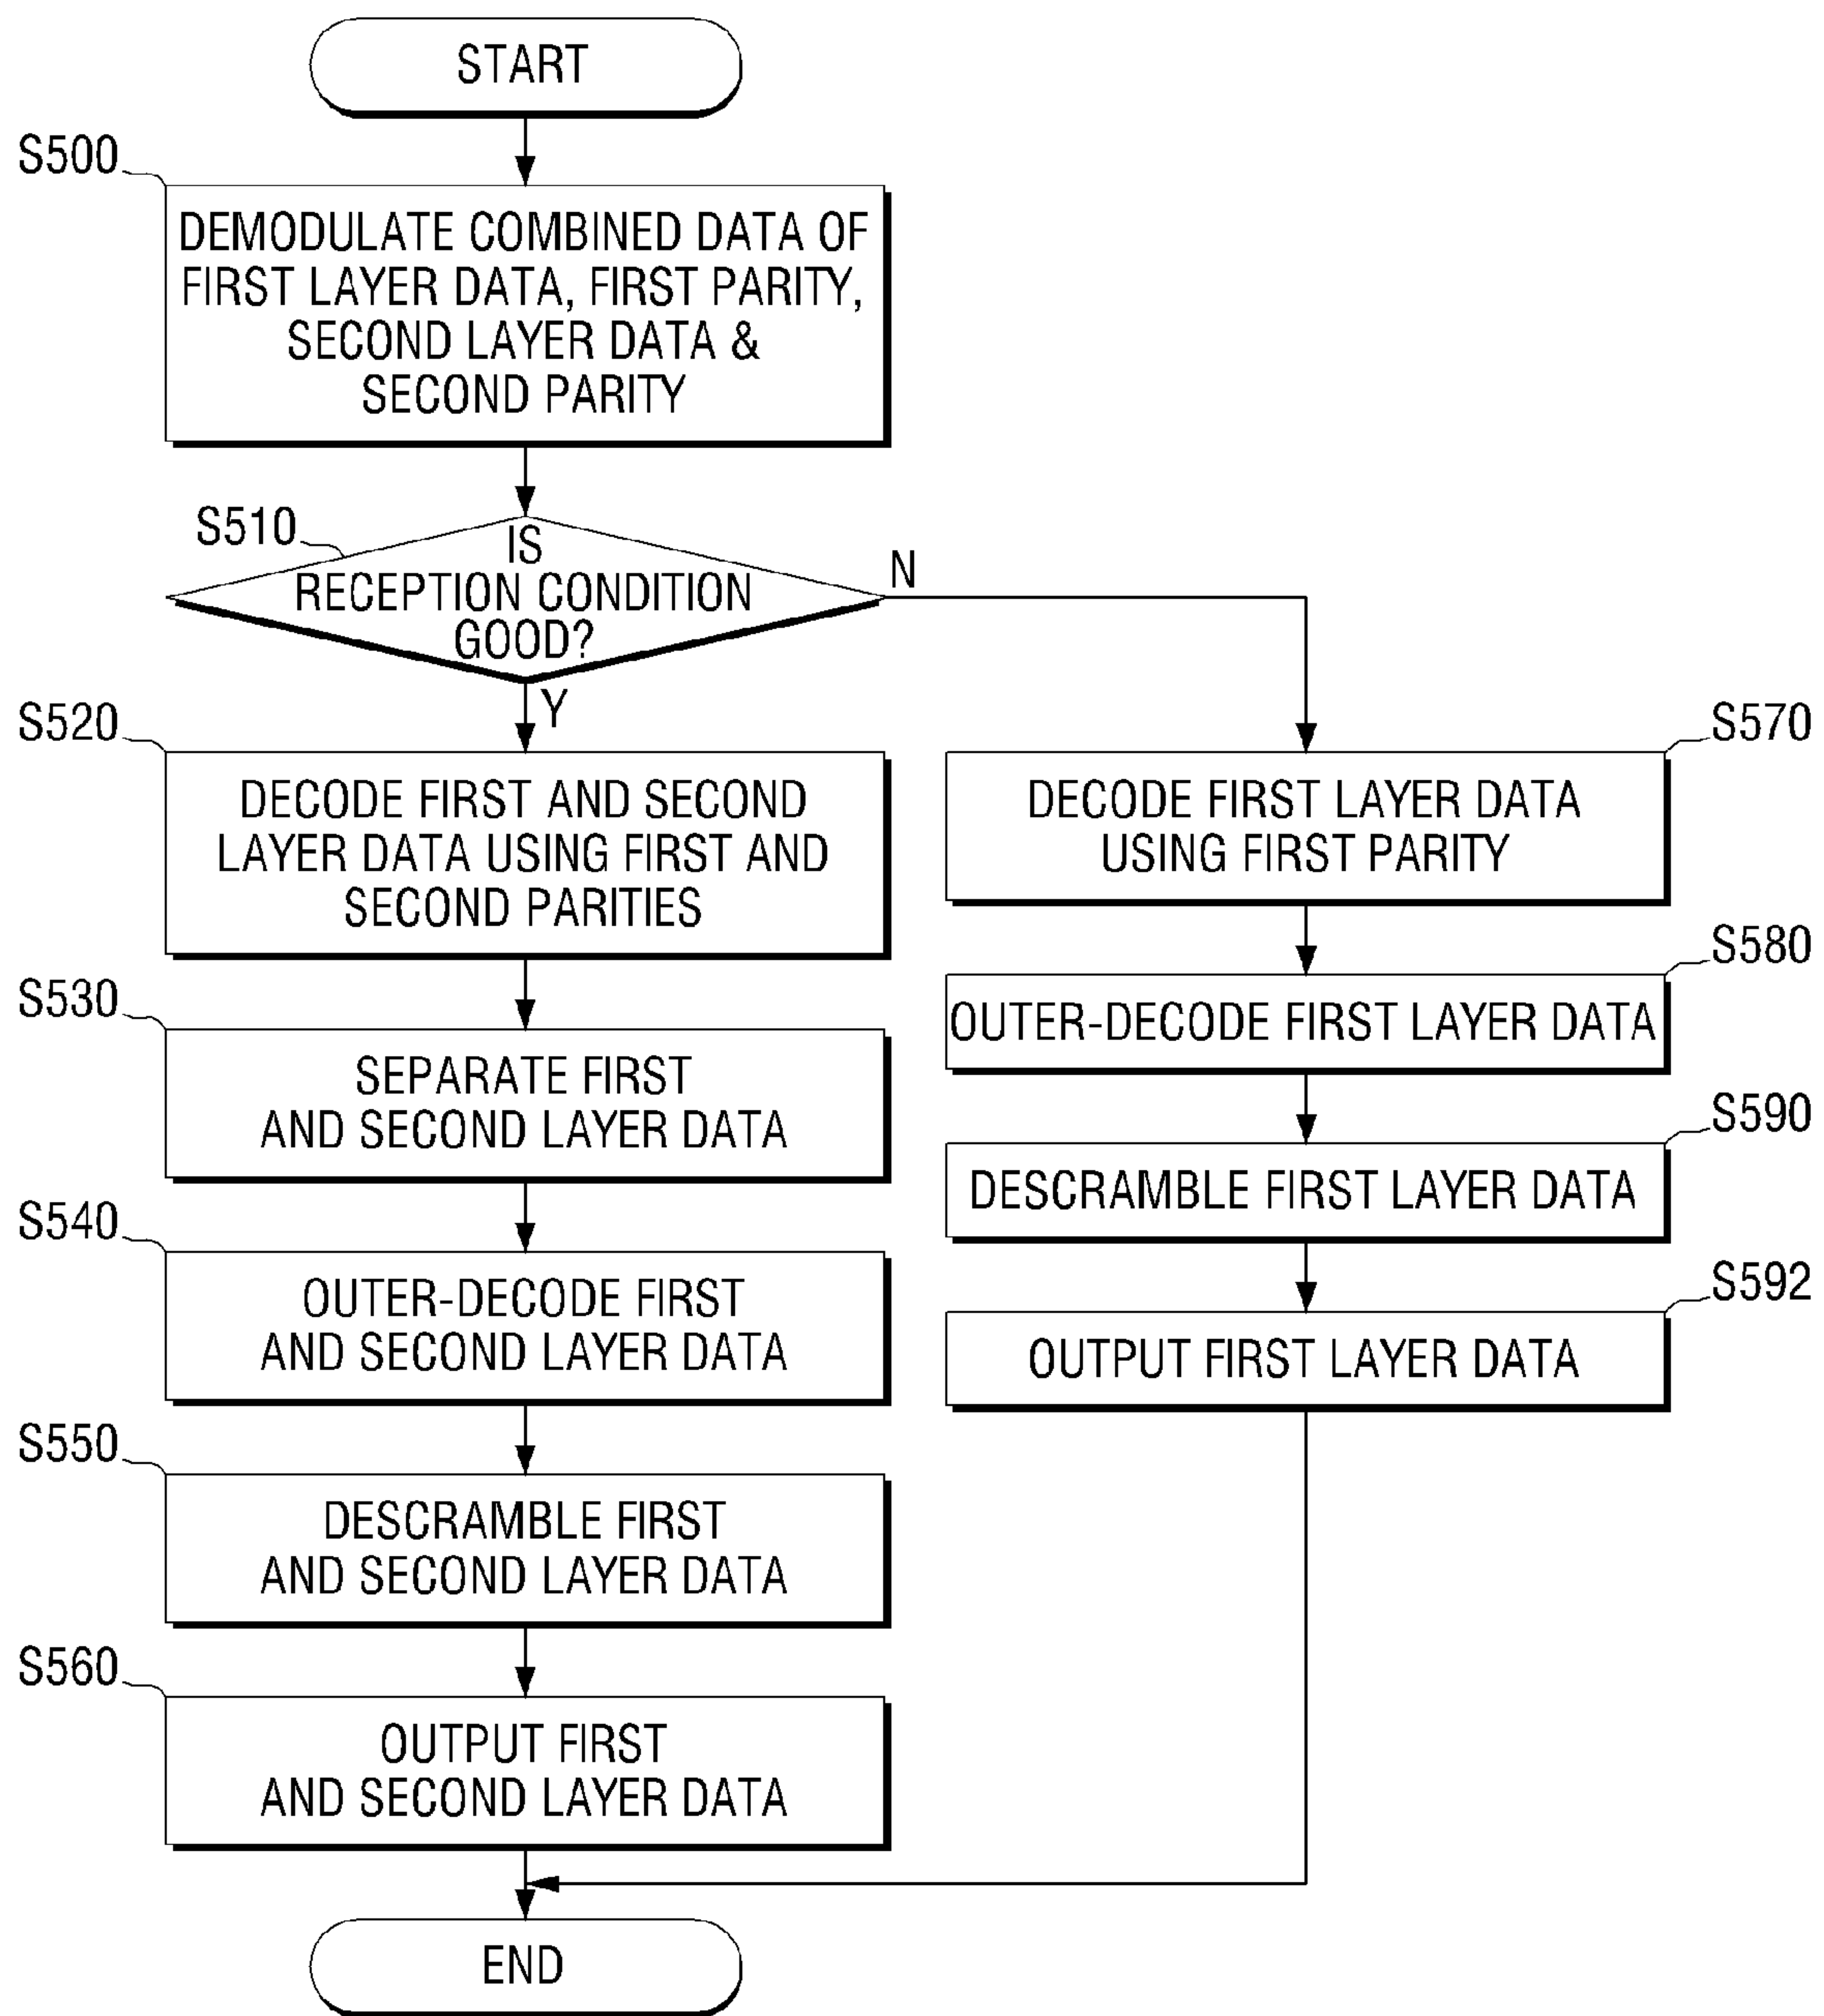 START
S500
DEMODULATE COMBINED DATA OF
FIRST LAYER DATA, FIRST PARITY,
SECOND LAYER DATA &
SECOND PARITY
S510
IS
RECEPTION CONDITION
GOOD?
N
Y
S520
DECODE FIRST AND SECOND
LAYER DATA USING FIRST AND
SECOND PARITIES
S530
SEPARATE FIRST
AND SECOND LAYER DATA
S540
OUTER-DECODE FIRST
AND SECOND LAYER DATA
S550
DESCRAMBLE FIRST
AND SECOND LAYER DATA
S560
OUTPUT FIRST
AND SECOND LAYER DATA
S570
DECODE FIRST LAYER DATA
USING FIRST PARITY
S580
OUTER-DECODE FIRST LAYER DATA
S590
DESCRAMBLE FIRST LAYER DATA
S592
OUTPUT FIRST LAYER DATA
END